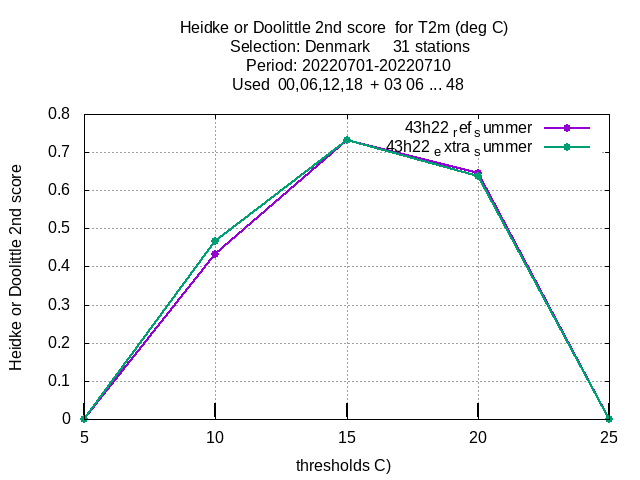 Heidke or Doolittle 2nd score  for T2m (deg C)
Selection: Denmark     31 stations
Period: 20220701-20220710
Used  00,06,12,18  + 03 06 ... 48
43h22 ref summer
43h22 extra summer
Heidke or Doolittle 2nd score
0.8
0.7
0.6
0.5
0.4
0.3
0.2
0.1
0
5 10 15 20 25
thresholds C)